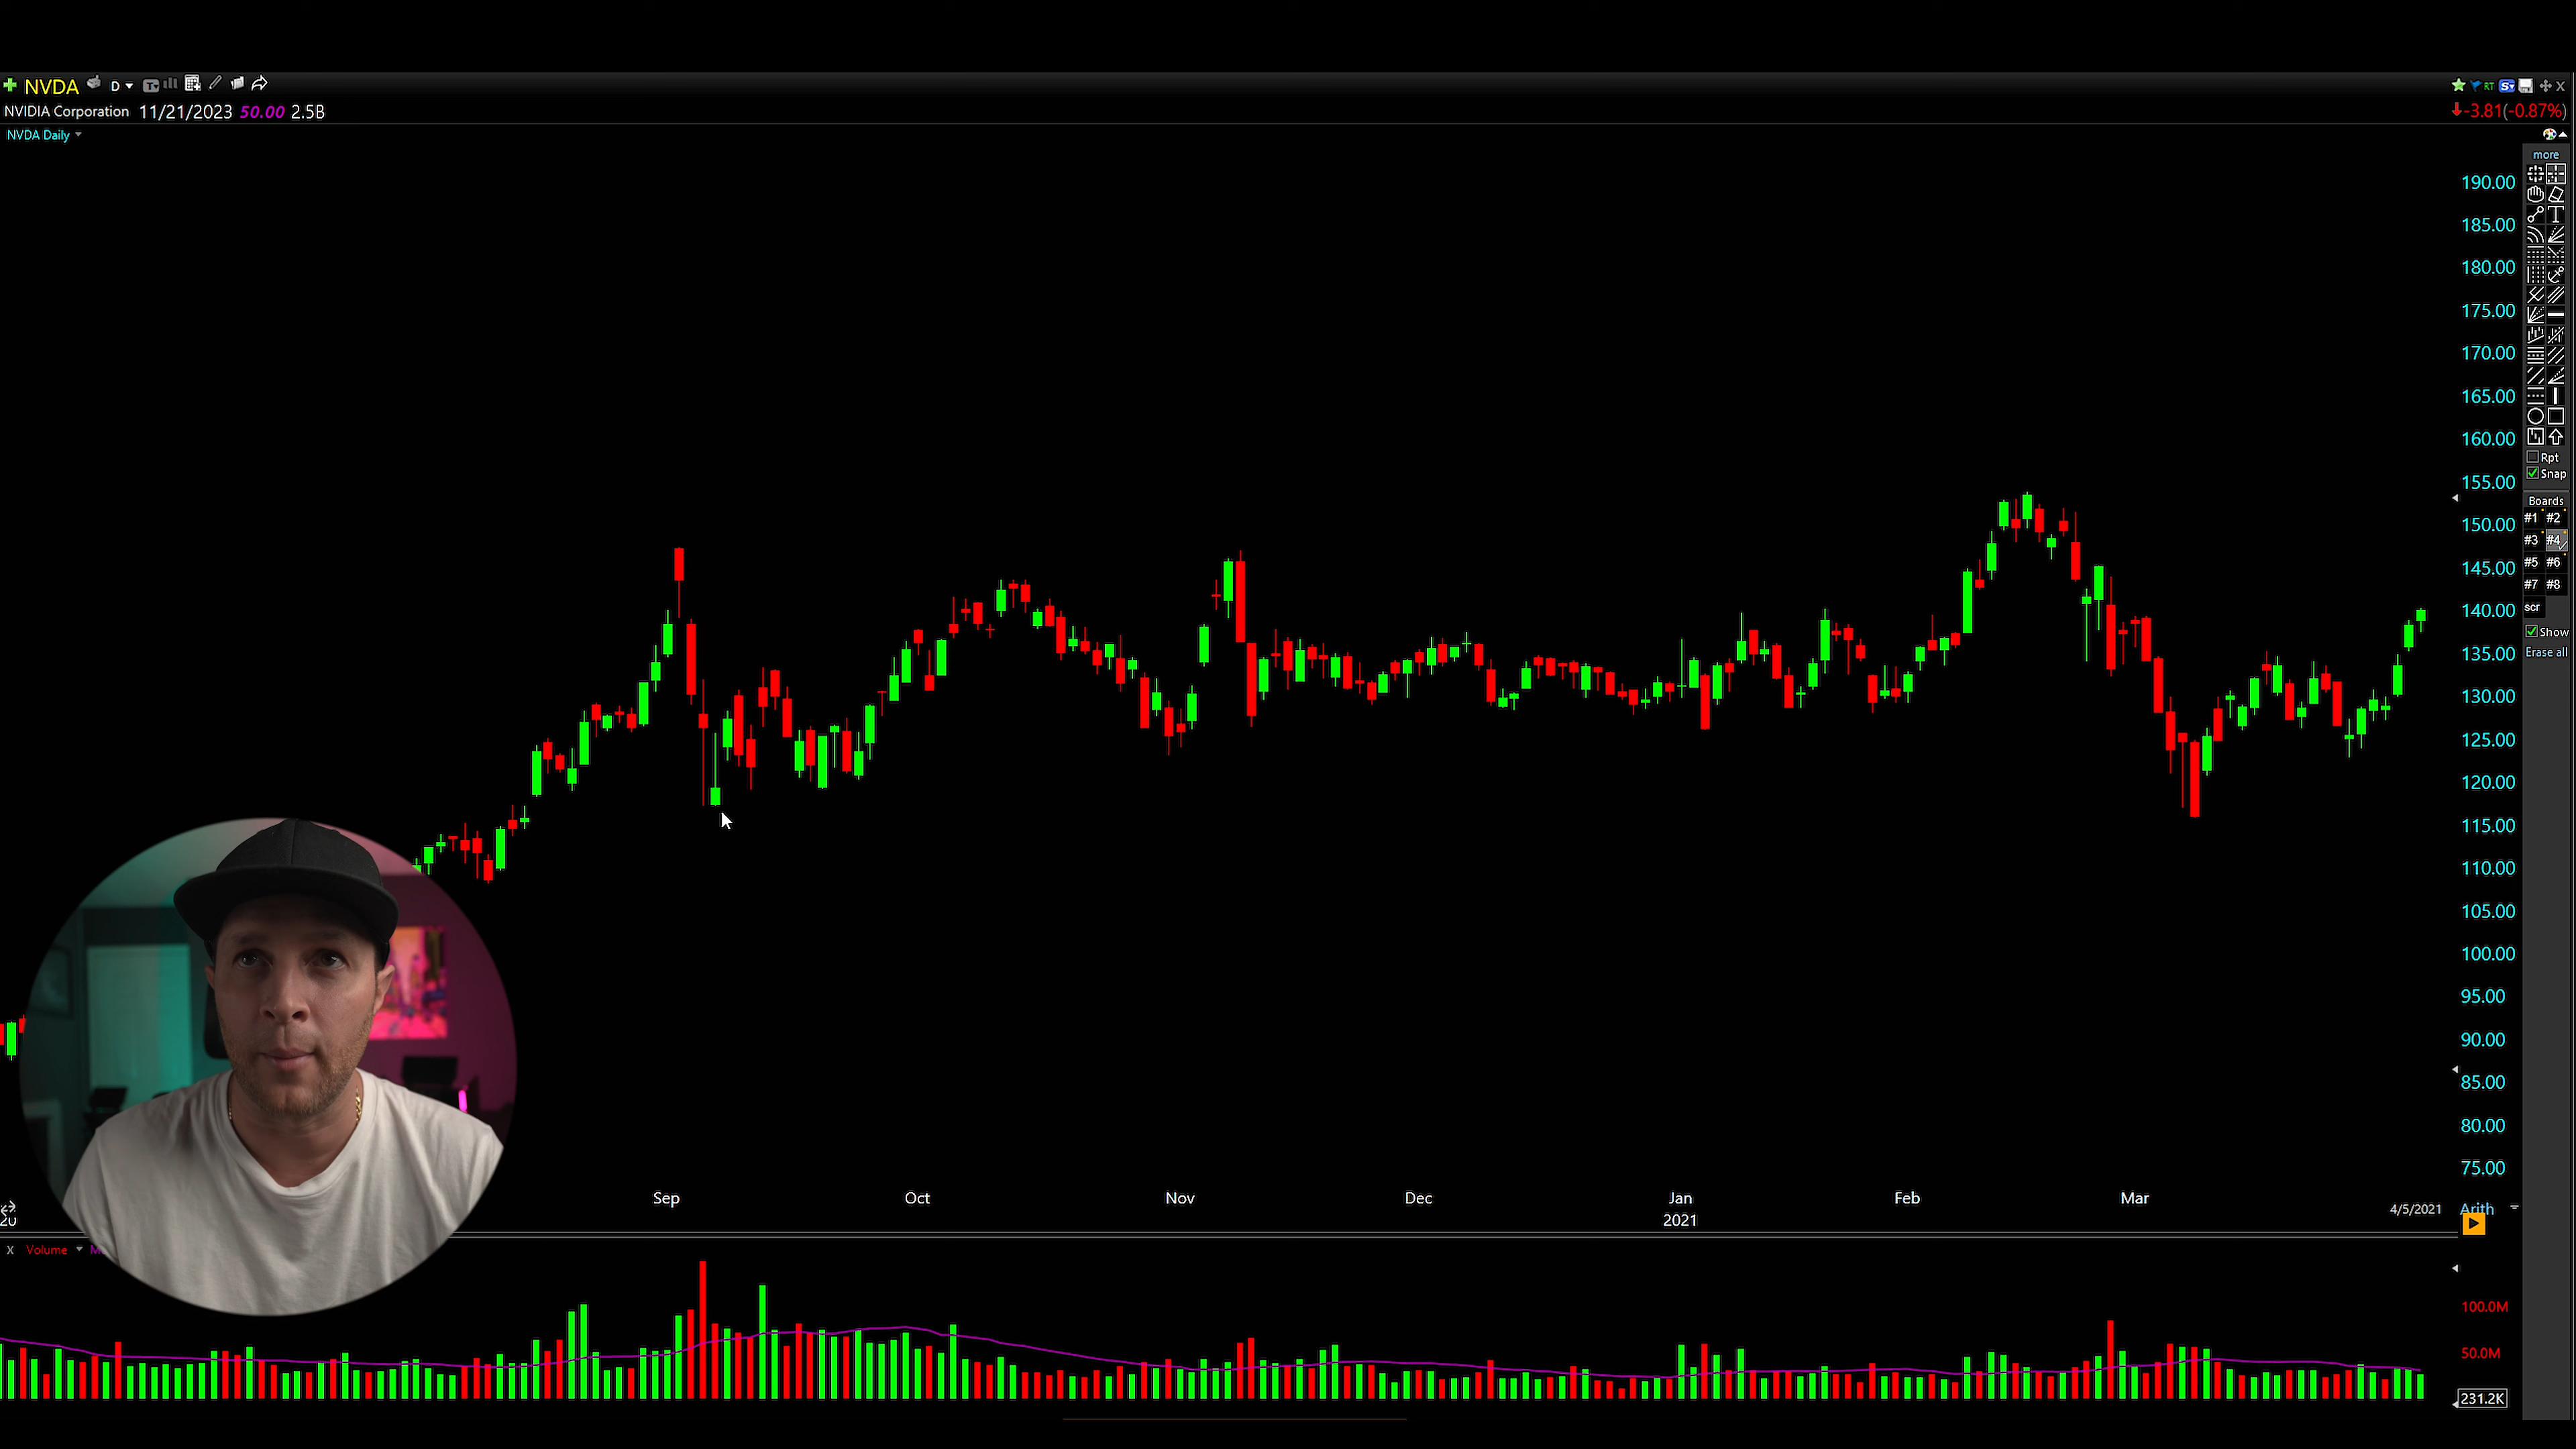 NVDA D
NVIDIA Corporation 11/21/2023 50.00 2.5B
-3.81(-0.87%)
NVDA Daily
more
190.00
185.00
180.00
175.00
170.00
165.00
160.00
155.00
150.00
145.00
140.00
135.00
130.00
125.00
120.00
115.00
110.00
105.00
100.00
95.00
90.00
85.00
80.00
75.00
Rpt
Snap
Boards
#1 #2
#3 #4
#5 #6
#7 #8
scr
Show
Erase all
Sep Oct Nov Dec Jan Feb Mar
2021
4/5/2021 Arith
X Volume
100.0M
50.0M
231.2K